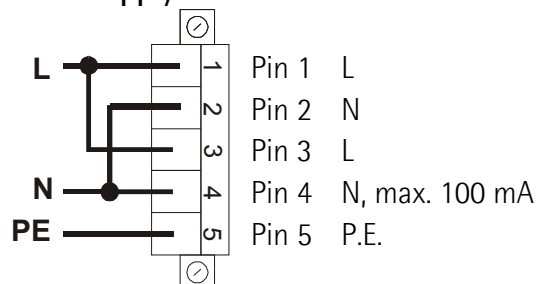 L 1 Pin 1 L
2 Pin 2 N
3 Pin 3 L
N 4 Pin 4 N, max. 100 mA
PE 5 Pin 5 P.E.